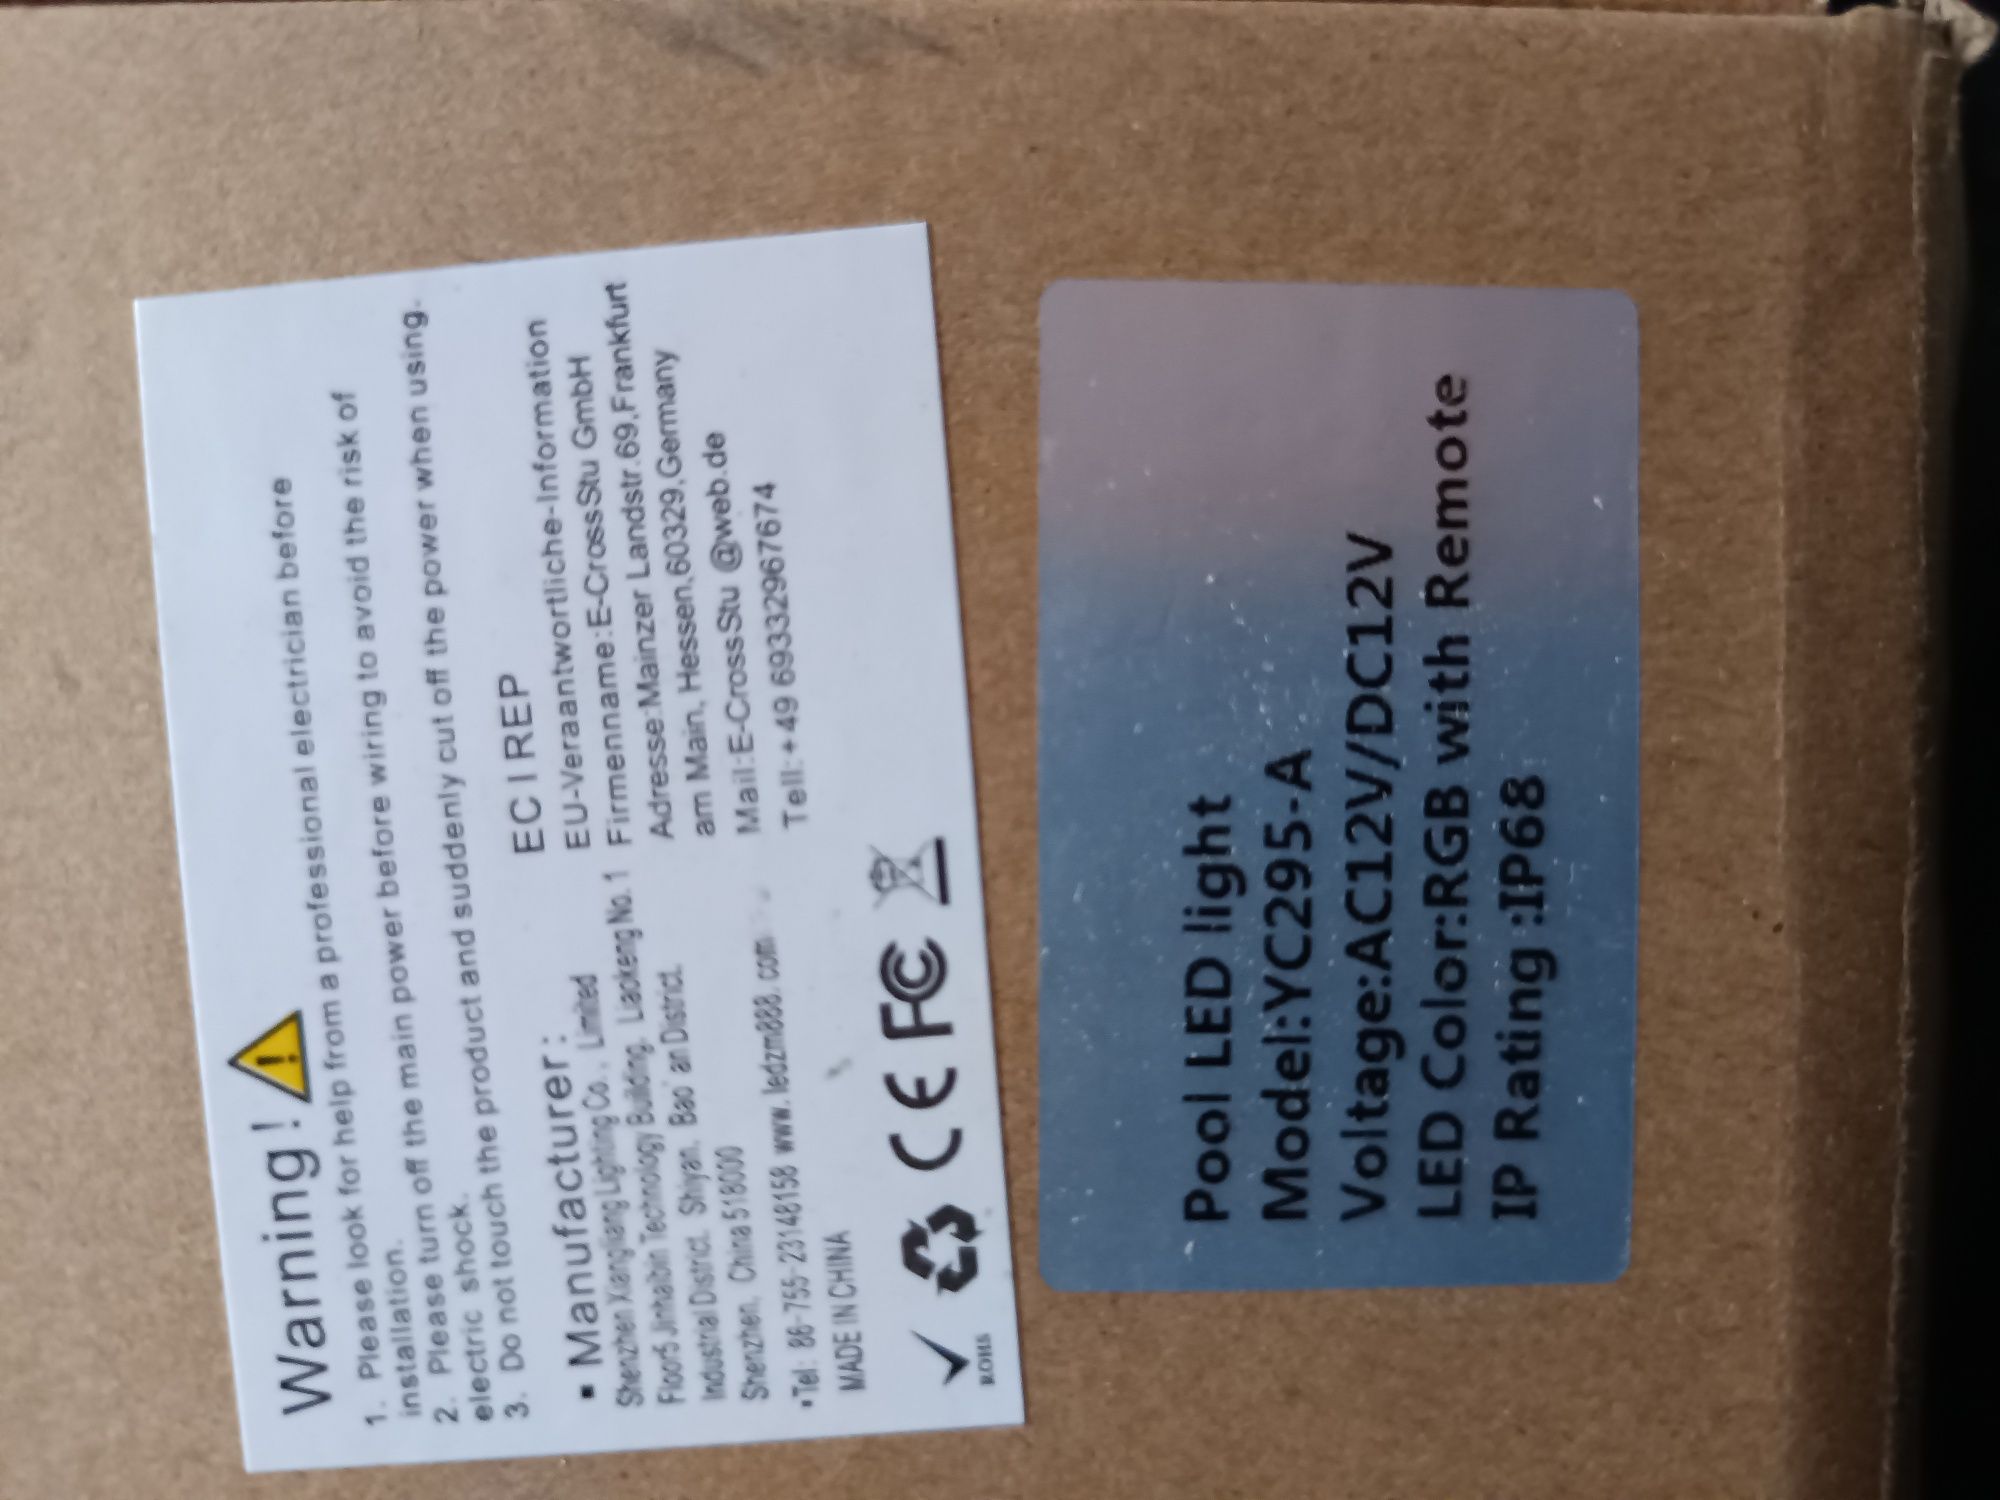 Warning!
1. Please look for help from a professional electrician before
installation.
2. Please turn off the main power before wiring to avoid the risk of
electric shock.
3. Do not touch the product and suddenly cut off the power when using.
• Manufacturer:
Shenzhen Xiangliang Lighting Co., Limited
Floor5 Jinhaibin Technology Building, Laokeng No. 1
Industrial District. Shiyan. Bao an District.
Shenzhen, China 518000
•Tel: 86-755-23148158 www.ledzm888.com
MADE IN CHINA
EC I REP
EU-Veraantwortliche-Information
Firmenname:E-CrossStu GmbH
Adresse:Mainzer Landstr.69,Frankfurt
am Main, Hessen,60329,Germany
Mail:E-CrossStu @web.de
Tell:+49 69332967674
ROHS
CE FC
Pool LED light
Model:YC295-A
Voltage:AC12V/DC12V
LED Color:RGB with Remote
IP Rating :IP68